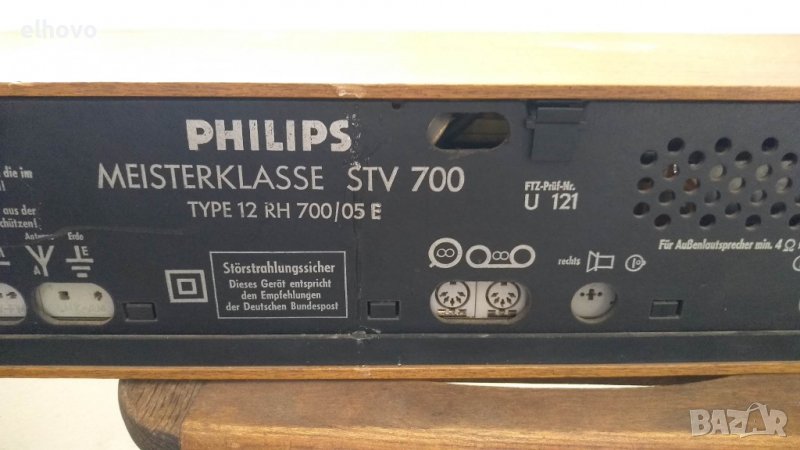 elhovo
PHILIPS
MEISTERKLASSE STV 700
TYPE 12 RH 700/05 E
die im
aus der
schützen!
FTZ-Prüf-Nr.
U 121
Für Außenlautsprecher min. 4 Ω
Erde
A
E
Störstrahlungssicher
Dieses Gerät entspricht
den Empfehlungen
der Deutschen Bundespost
rechts
BAZAR